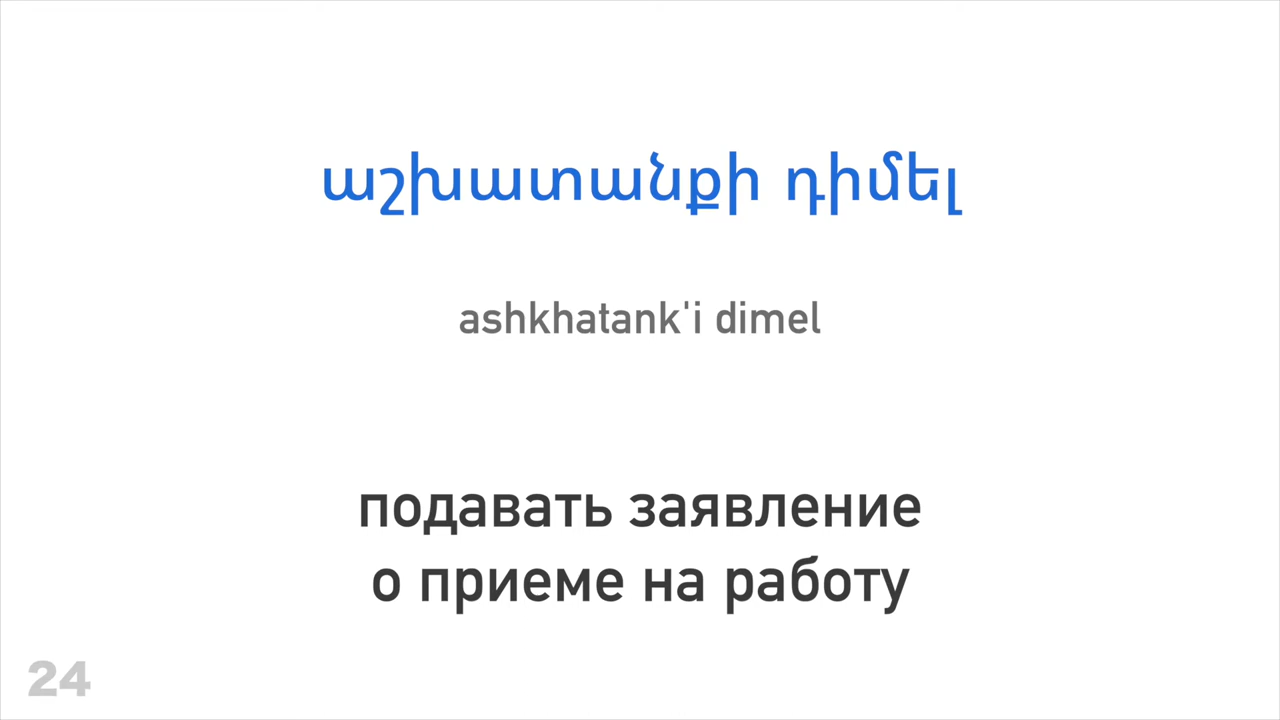 աշխատանքի դիմել
ashkhatank'i dimel
подавать заявление
о приеме на работу
24